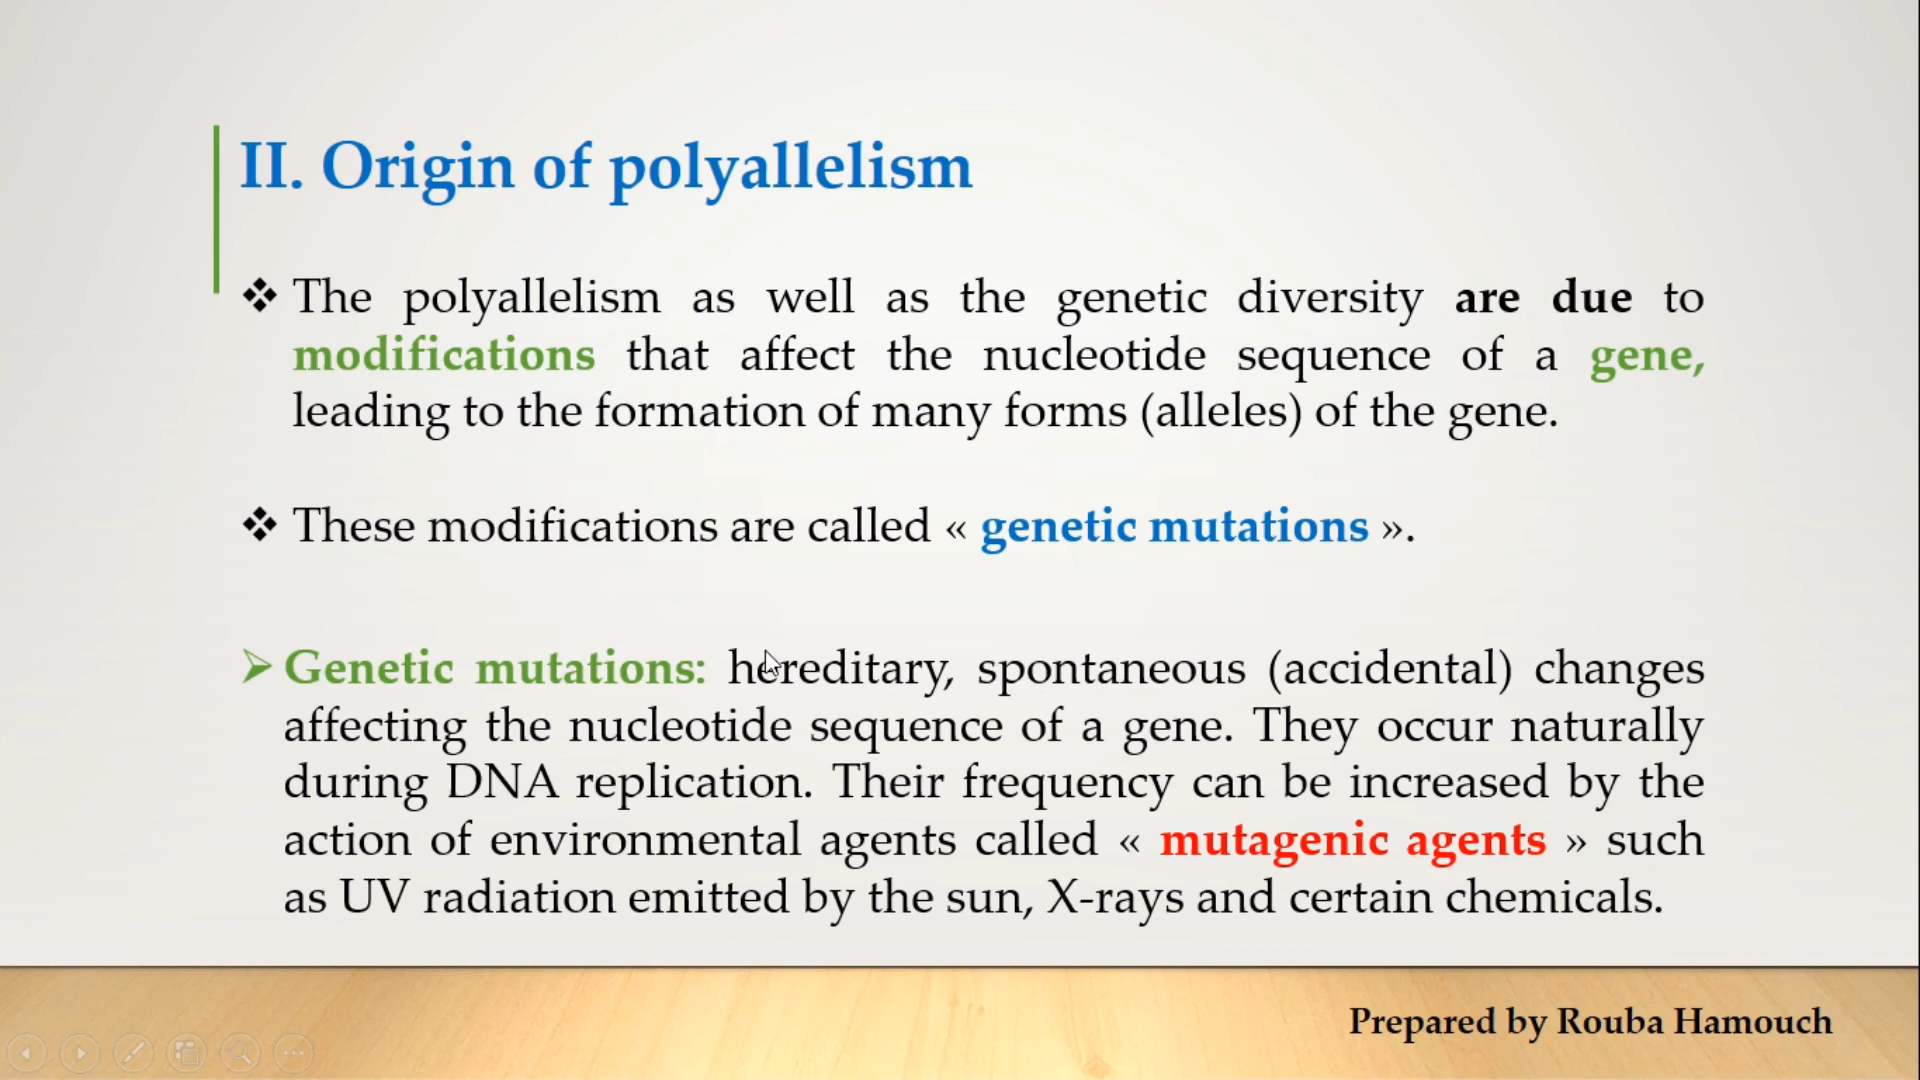 II. Origin of polyallelism
❖ The polyallelism as well as the genetic diversity are due to
modifications that affect the nucleotide sequence of a gene,
leading to the formation of many forms (alleles) of the gene.
❖ These modifications are called « genetic mutations ».
➢ Genetic mutations: hereditary, spontaneous (accidental) changes
affecting the nucleotide sequence of a gene. They occur naturally
during DNA replication. Their frequency can be increased by the
action of environmental agents called « mutagenic agents » such
as UV radiation emitted by the sun, X-rays and certain chemicals.
Prepared by Rouba Hamouch